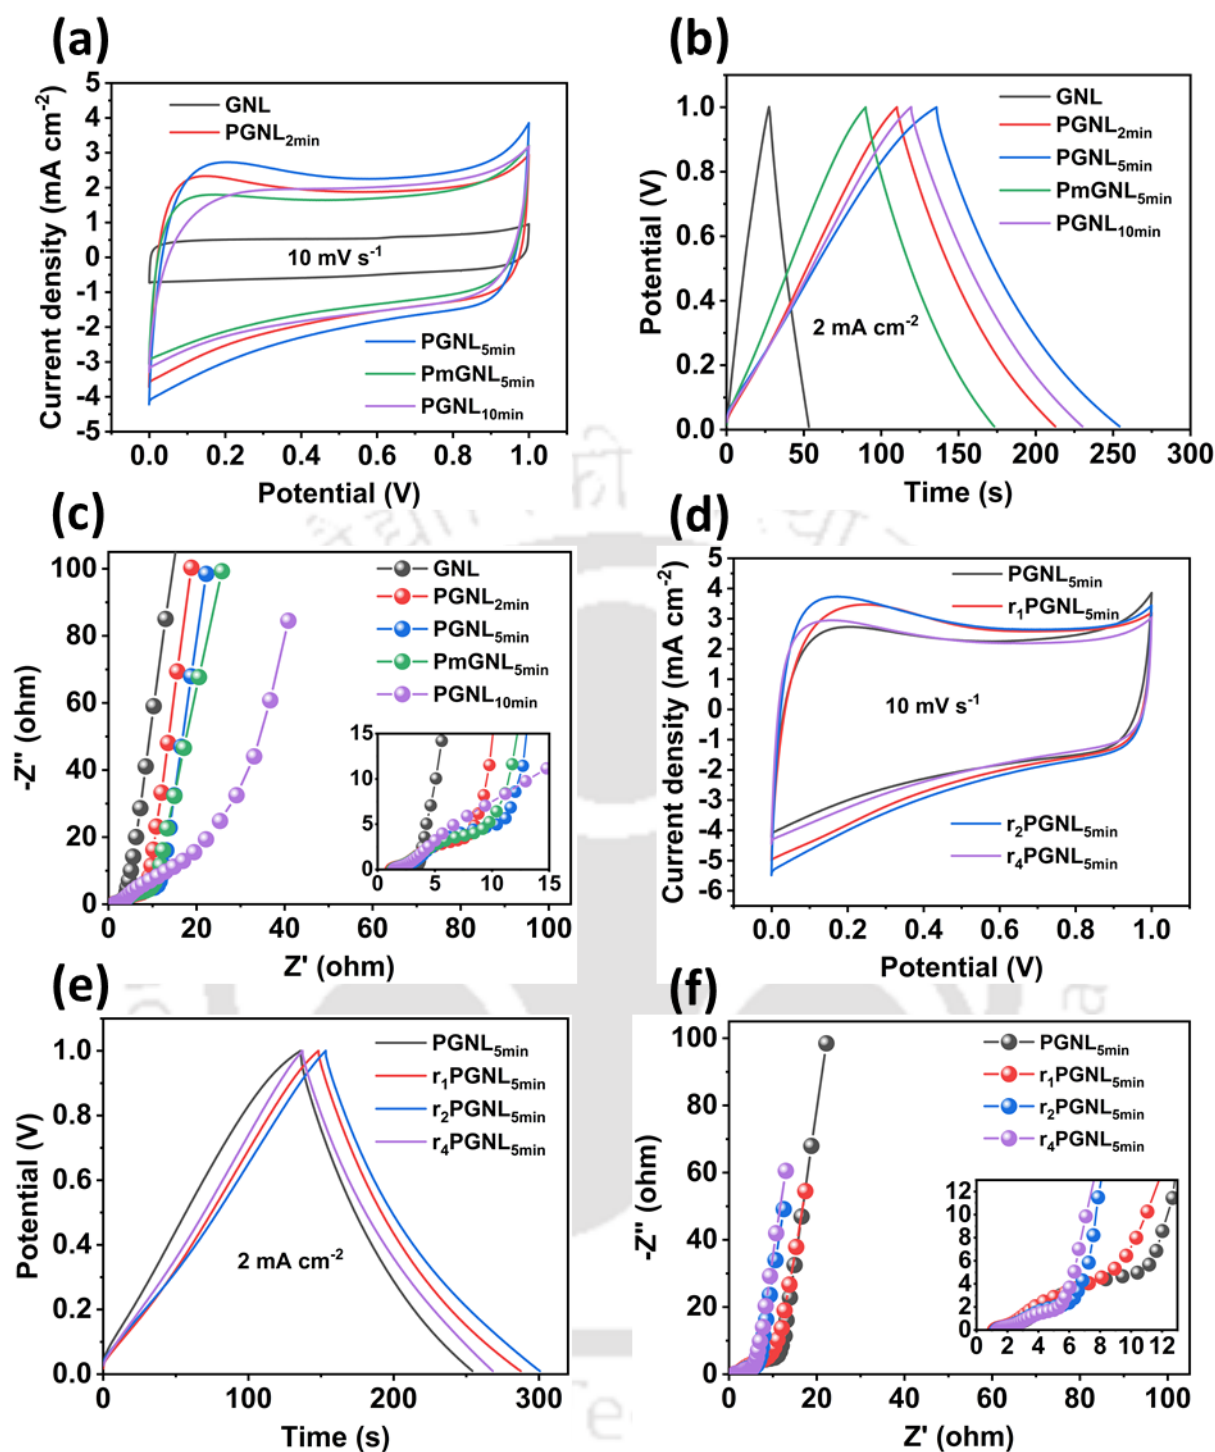 (a)
Current density (mA cm⁻²)
5
4
3
2
1
0
-1
-2
-3
-4
-5
GNL
PGNL₂min
10 mV s⁻¹
PGNL₅min
PmGNL₅min
PGNL₁₀min
0.0 0.2 0.4 0.6 0.8 1.0
Potential (V)
(b)
Potential (V)
1.0
0.8
0.6
0.4
0.2
0.0
GNL
PGNL₂min
PGNL₅min
PmGNL₅min
PGNL₁₀min
2 mA cm⁻²
0 50 100 150 200 250 300
Time (s)
(c)
-Z" (ohm)
100
80
60
40
20
0
GNL
PGNL₂min
PGNL₅min
PmGNL₅min
PGNL₁₀min
15
10
5
0
0 5 10 15
0 20 40 60 80 100
Z' (ohm)
(d)
Current density (mA cm⁻²)
5
4
3
2
1
0
-1
-2
-3
-4
-5
-6
PGNL₅min
r₁PGNL₅min
10 mV s⁻¹
r₂PGNL₅min
r₄PGNL₅min
0.0 0.2 0.4 0.6 0.8 1.0
Potential (V)
(e)
Potential (V)
1.0
0.8
0.6
0.4
0.2
0.0
PGNL₅min
r₁PGNL₅min
r₂PGNL₅min
r₄PGNL₅min
2 mA cm⁻²
0 100 200 300
Time (s)
(f)
-Z" (ohm)
100
80
60
40
20
0
PGNL₅min
r₁PGNL₅min
r₂PGNL₅min
r₄PGNL₅min
12
10
8
6
4
2
0
0 2 4 6 8 10 12
0 20 40 60 80 100
Z' (ohm)